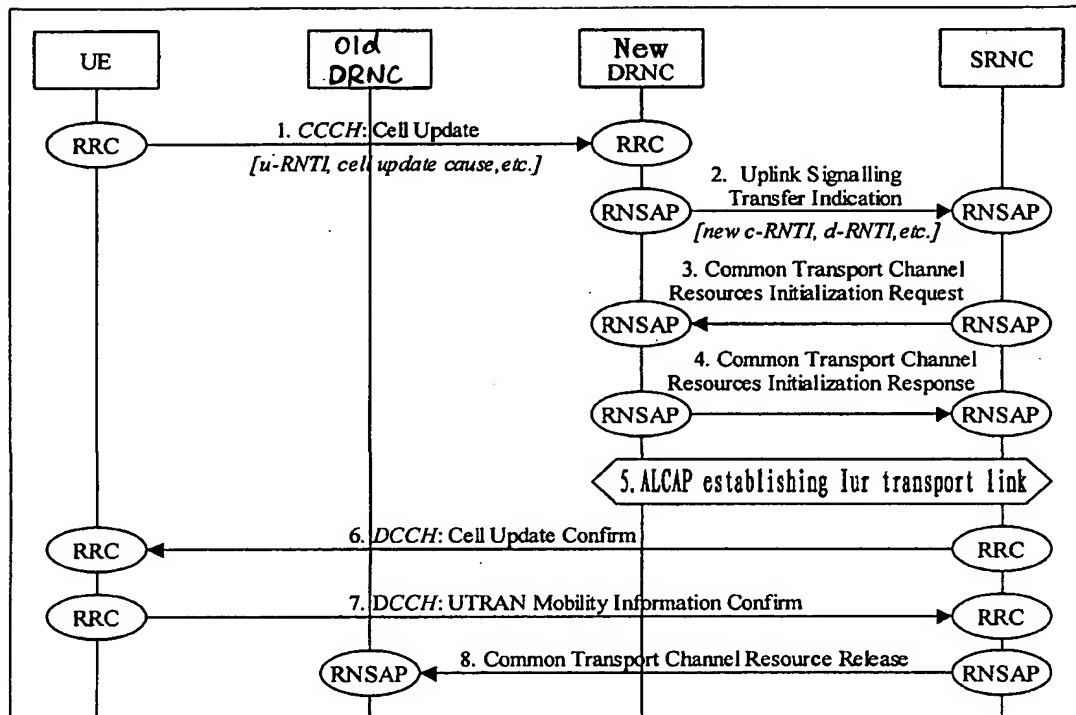 UE
Old
DRNC
New
DRNC
SRNC
RRC
1. CCCH: Cell Update
RRC
[u-RNTI, cell update cause, etc.]
RNSAP
2. Uplink Signalling
Transfer Indication
RNSAP
[new c-RNTI, d-RNTI, etc.]
3. Common Transport Channel
Resources Initialization Request
RNSAP
RNSAP
4. Common Transport Channel
Resources Initialization Response
RNSAP
RNSAP
5. ALCAP establishing Iur transport link
RRC
6. DCCH: Cell Update Confirm
RRC
RRC
7. DCCH: UTRAN Mobility Information Confirm
RRC
RNSAP
8. Common Transport Channel Resource Release
RNSAP